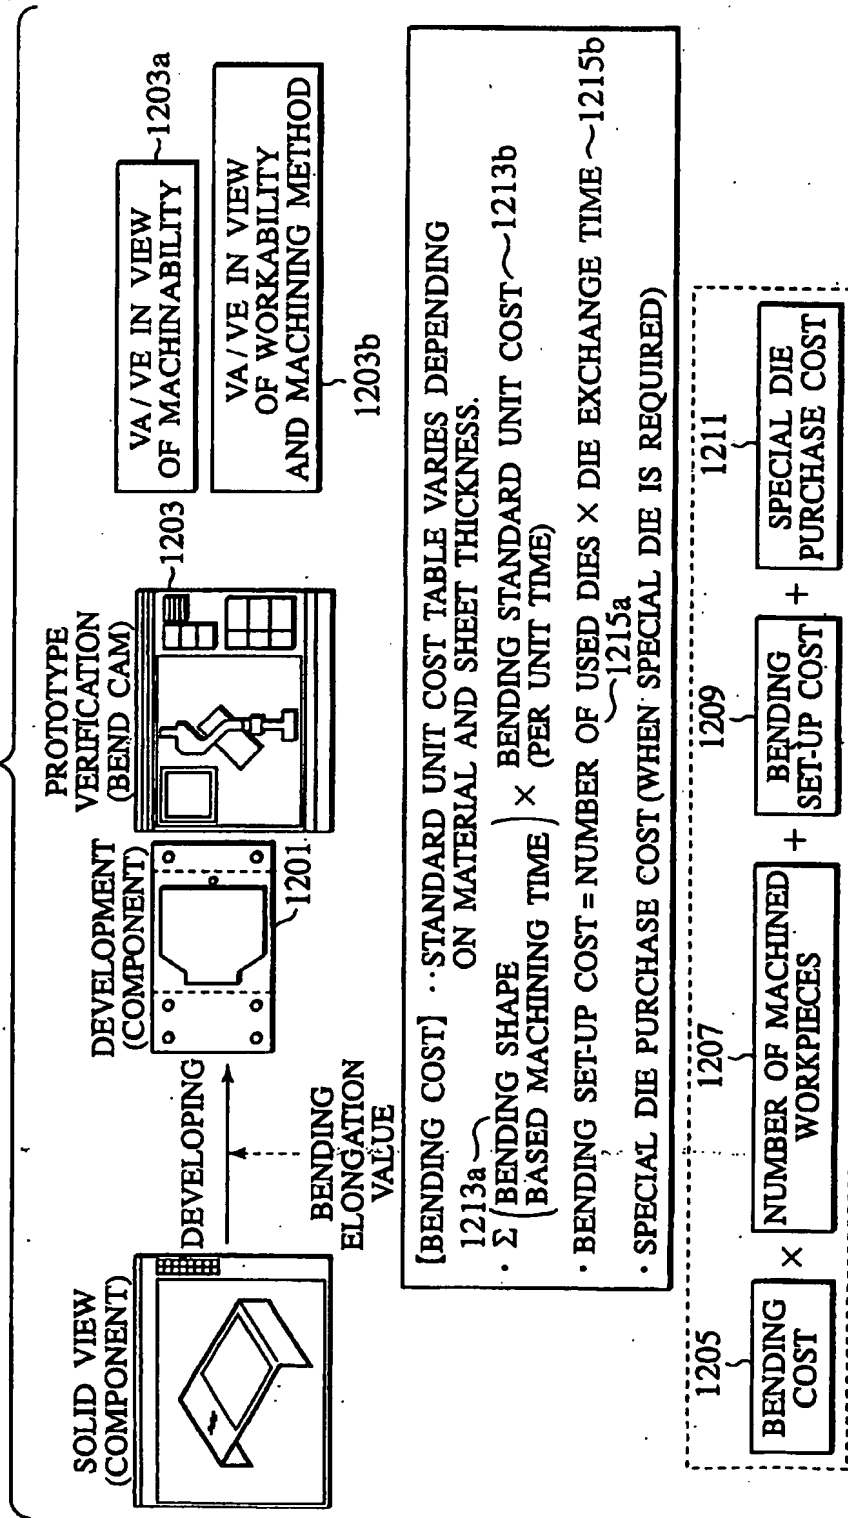 SOLID VIEW
(COMPONENT)
DEVELOPING
BENDING
ELONGATION
VALUE
DEVELOPMENT
(COMPONENT)
1201
PROTOTYPE
VERIFICATION
(BEND CAM)
1203
VA/VE IN VIEW
OF MACHINABILITY
1203a
VA/VE IN VIEW
OF WORKABILITY
AND MACHINING METHOD
1203b
[BENDING COST] ··STANDARD UNIT COST TABLE VARIES DEPENDING
ON MATERIAL AND SHEET THICKNESS.
1213a
· Σ (BENDING SHAPE BASED MACHINING TIME) × BENDING STANDARD UNIT COST 1213b
(PER UNIT TIME)
· BENDING SET-UP COST = NUMBER OF USED DIES × DIE EXCHANGE TIME 1215b
1215a
· SPECIAL DIE PURCHASE COST (WHEN SPECIAL DIE IS REQUIRED)
1205
BENDING
COST
×
1207
NUMBER OF MACHINED
WORKPIECES
+
1209
BENDING
SET-UP COST
+
1211
SPECIAL DIE
PURCHASE COST